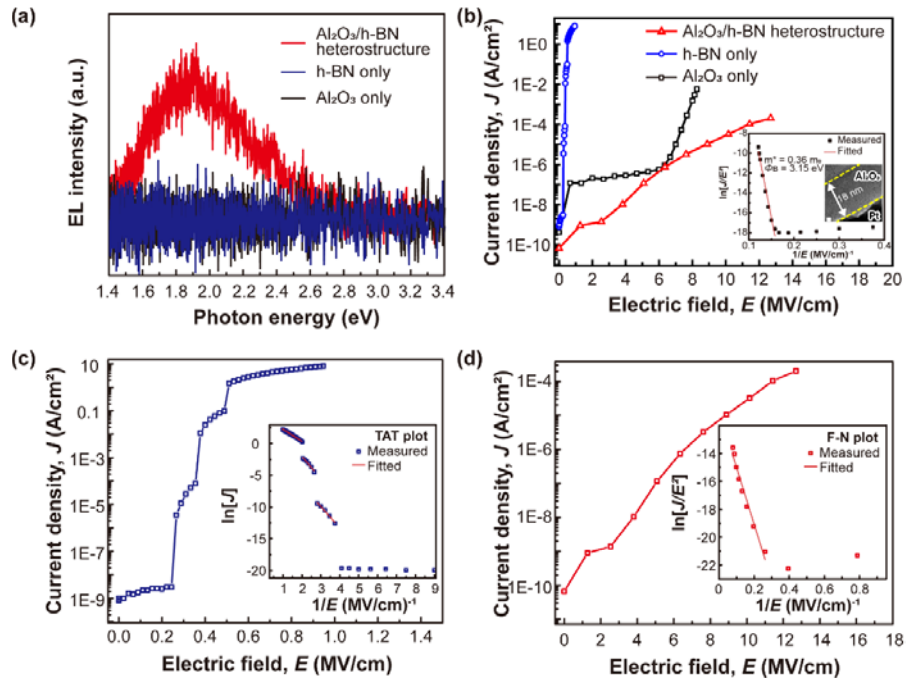 (a)
EL intensity (a.u.)
Al₂O₃/h-BN
heterostructure
h-BN only
Al₂O₃ only
1.4 1.6 1.8 2.0 2.2 2.4 2.6 2.8 3.0 3.2 3.4
Photon energy (eV)
(b)
Current density, J (A/cm²)
1E0
1E-2
1E-4
1E-6
1E-8
1E-10
Al₂O₃/h-BN heterostructure
h-BN only
Al₂O₃ only
ln[J/E²]
-8
-10
-12
-14
-16
-18
Measured
Fitted
m* = 0.36 mₑ
Φ_B = 3.15 eV
Al₂O₃
18 nm
Pt
0.1 0.2 0.3 0.4
1/E (MV/cm)⁻¹
0 2 4 6 8 10 12 14 16 18 20
Electric field, E (MV/cm)
(c)
Current density, J (A/cm²)
10
0.1
1E-3
1E-5
1E-7
1E-9
TAT plot
Measured
Fitted
ln[J]
0
-5
-10
-15
-20
1 2 3 4 5 6 7 8 9
1/E (MV/cm)⁻¹
0.0 0.2 0.4 0.6 0.8 1.0 1.2 1.4
Electric field, E (MV/cm)
(d)
Current density, J (A/cm²)
1E-4
1E-6
1E-8
1E-10
F-N plot
Measured
Fitted
ln[J/E²]
-14
-16
-18
-20
-22
0.0 0.2 0.4 0.6 0.8
1/E (MV/cm)⁻¹
0 2 4 6 8 10 12 14 16 18
Electric field, E (MV/cm)